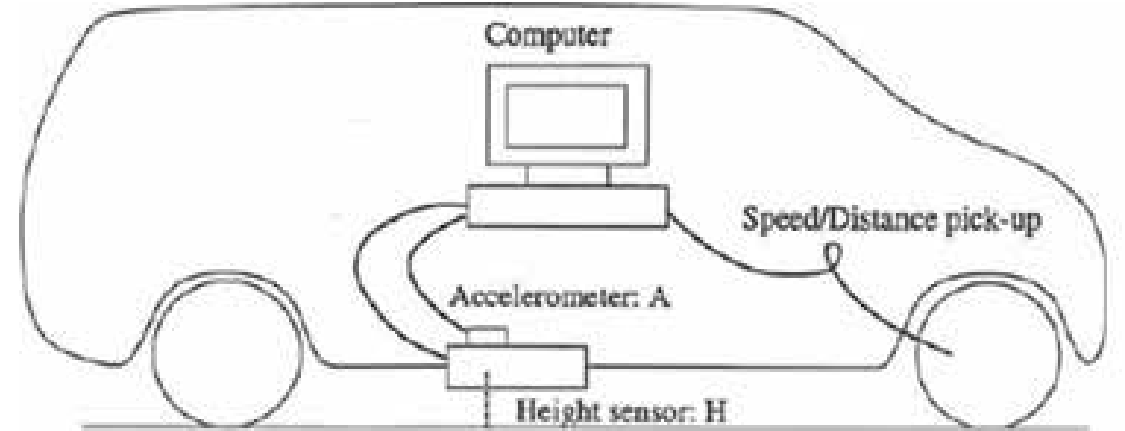 Computer
Speed/Distance pick-up
Accelerometer: A
Height sensor: H